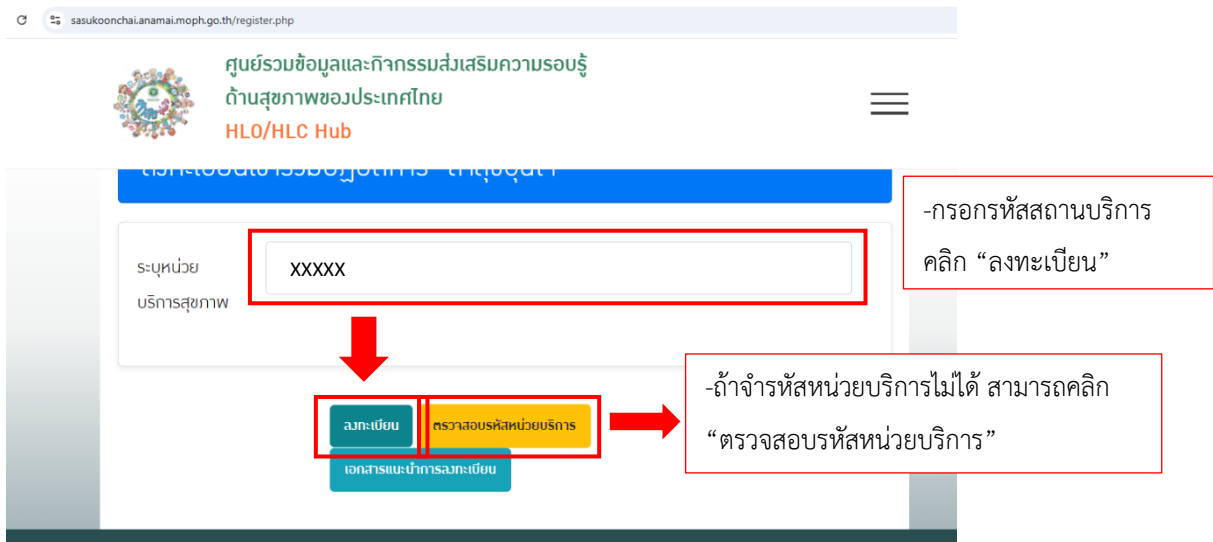 sasukoonchai.anamai.moph.go.th/register.php
ศูนย์รวมข้อมูลและกิจกรรมส่งเสริมความรอบรู้
ด้านสุขภาพของประเทศไทย
HLO/HLC Hub
-กรอกรหัสสถานบริการ
คลิก “ลงทะเบียน”
ระบุหน่วย
บริการสุขภาพ
XXXXX
-ถ้าจำรหัสหน่วยบริการไม่ได้ สามารถคลิก
“ตรวจสอบรหัสหน่วยบริการ”
ลงทะเบียน
ตรวจสอบรหัสหน่วยบริการ
เอกสารแนะนำการลงทะเบียน